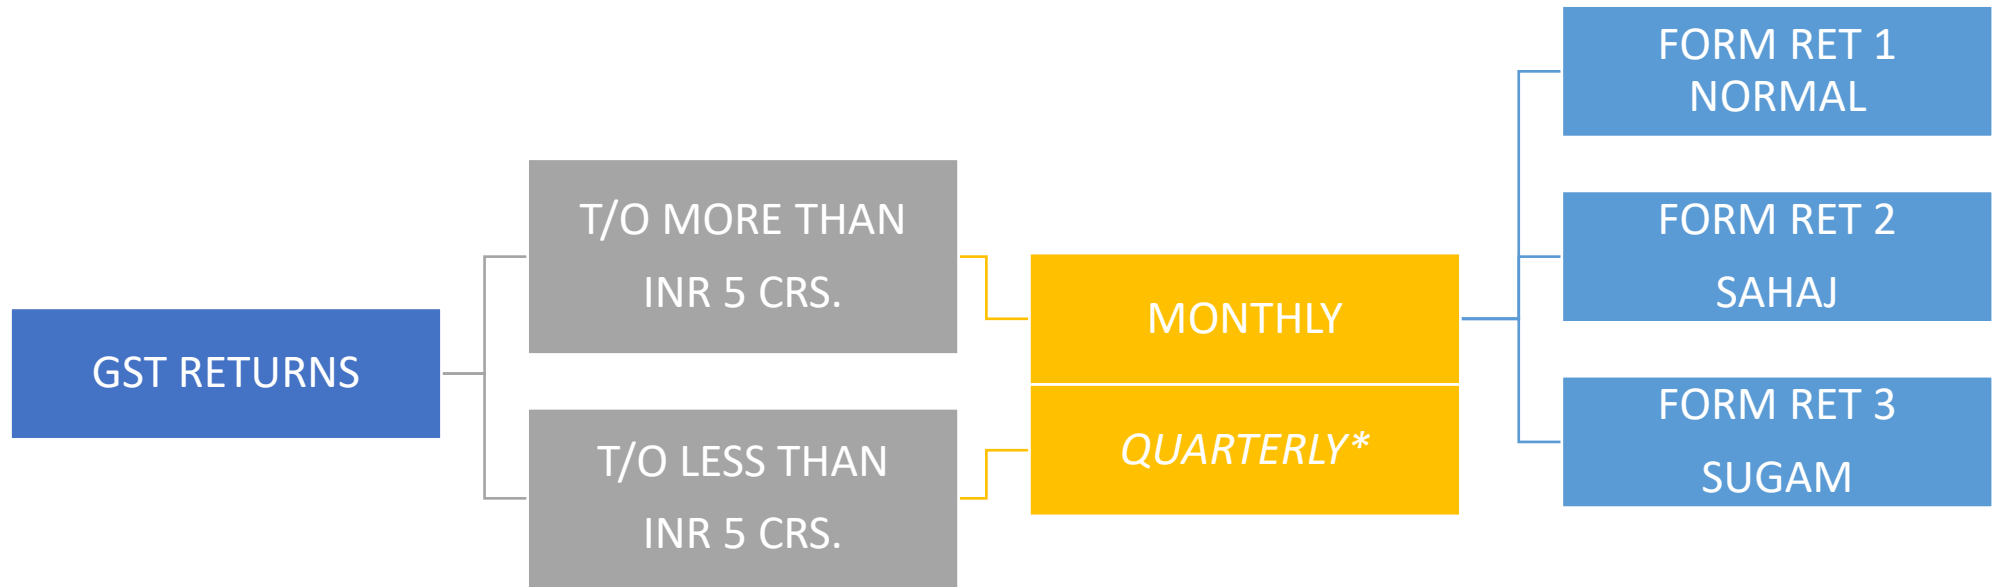 GST RETURNS
T/O MORE THAN
INR 5 CRS.
T/O LESS THAN
INR 5 CRS.
MONTHLY
QUARTERLY*
FORM RET 1
NORMAL
FORM RET 2
SAHAJ
FORM RET 3
SUGAM